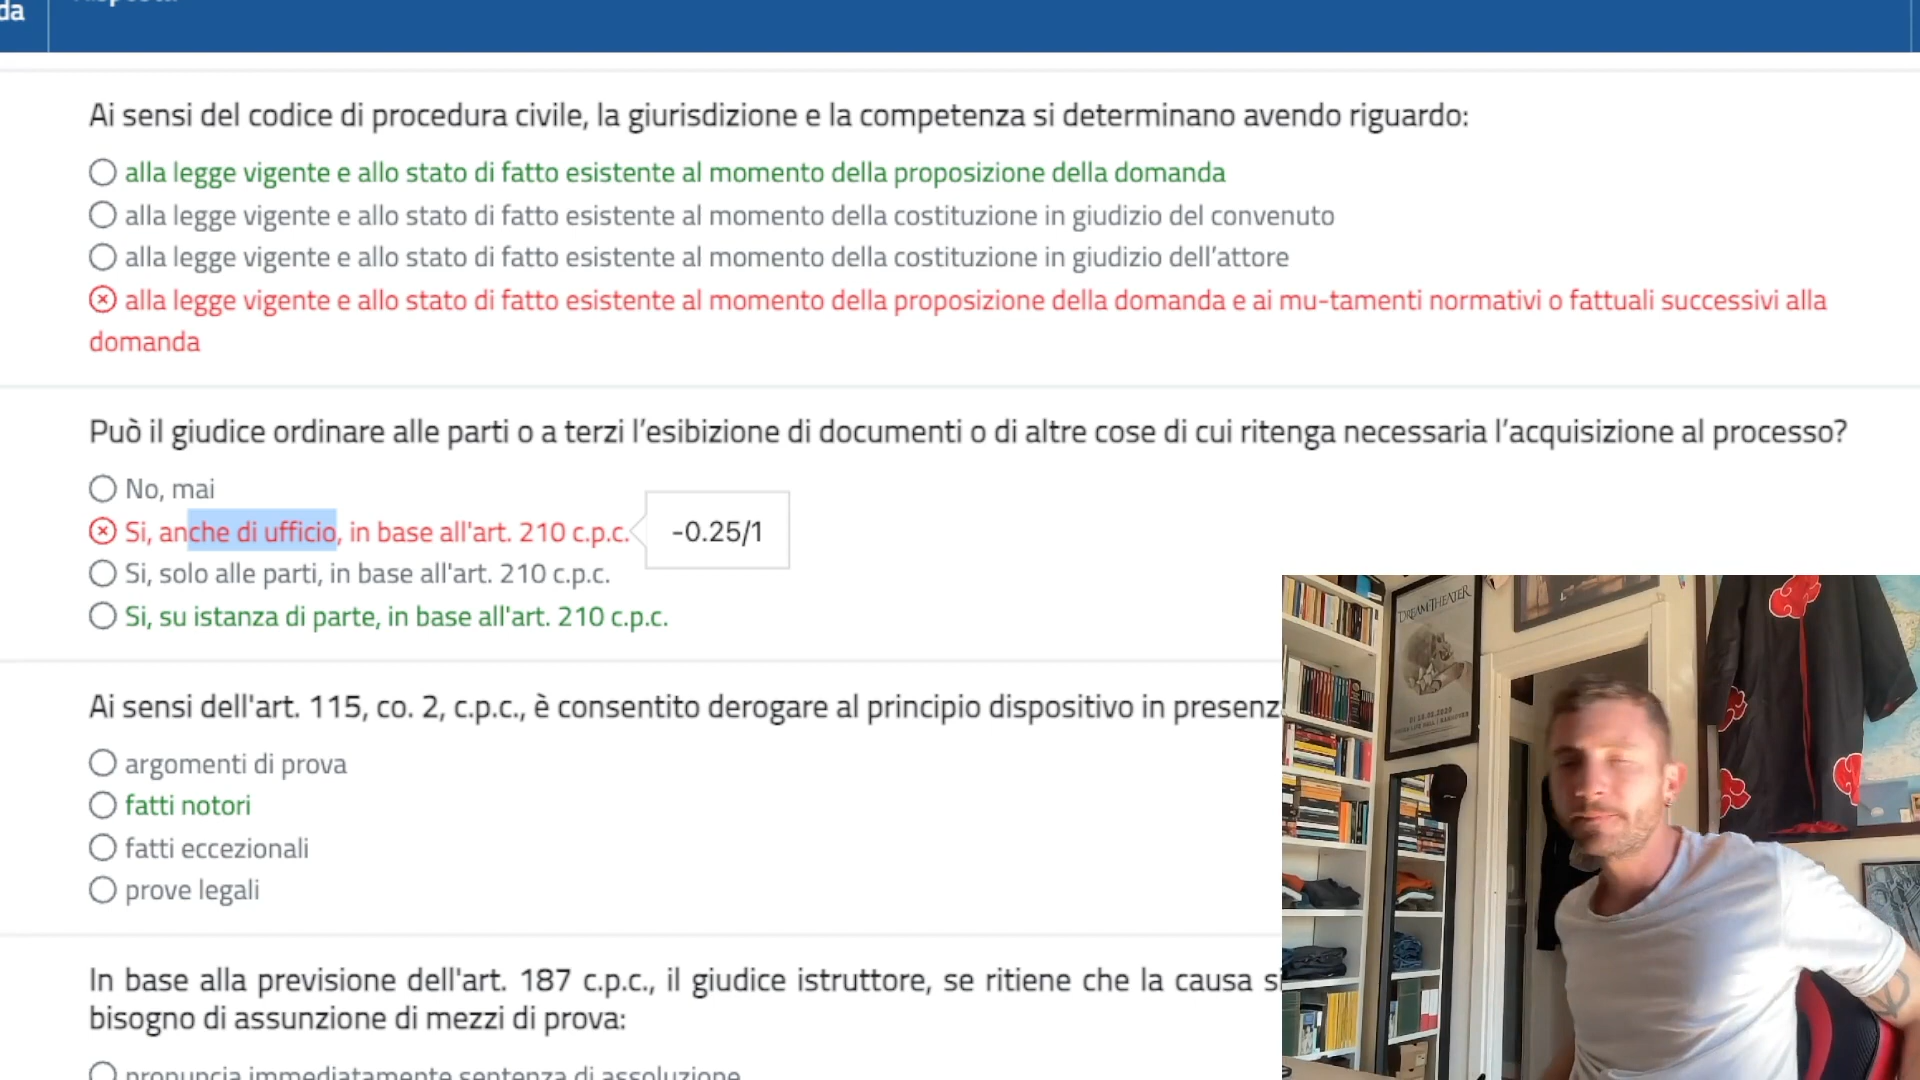 da
Ai sensi del codice di procedura civile, la giurisdizione e la competenza si determinano avendo riguardo:
alla legge vigente e allo stato di fatto esistente al momento della proposizione della domanda
alla legge vigente e allo stato di fatto esistente al momento della costituzione in giudizio del convenuto
alla legge vigente e allo stato di fatto esistente al momento della costituzione in giudizio dell’attore
alla legge vigente e allo stato di fatto esistente al momento della proposizione della domanda e ai mu-tamenti normativi o fattuali successivi alla
domanda
Può il giudice ordinare alle parti o a terzi l’esibizione di documenti o di altre cose di cui ritenga necessaria l’acquisizione al processo?
No, mai
Si, anche di ufficio, in base all'art. 210 c.p.c.
-0.25/1
Si, solo alle parti, in base all'art. 210 c.p.c.
Si, su istanza di parte, in base all'art. 210 c.p.c.
Ai sensi dell'art. 115, co. 2, c.p.c., è consentito derogare al principio dispositivo in presenz
argomenti di prova
fatti notori
fatti eccezionali
prove legali
In base alla previsione dell'art. 187 c.p.c., il giudice istruttore, se ritiene che la causa si
bisogno di assunzione di mezzi di prova:
pronuncia immediatamente sentenza di assoluzione
DREAM THEATER